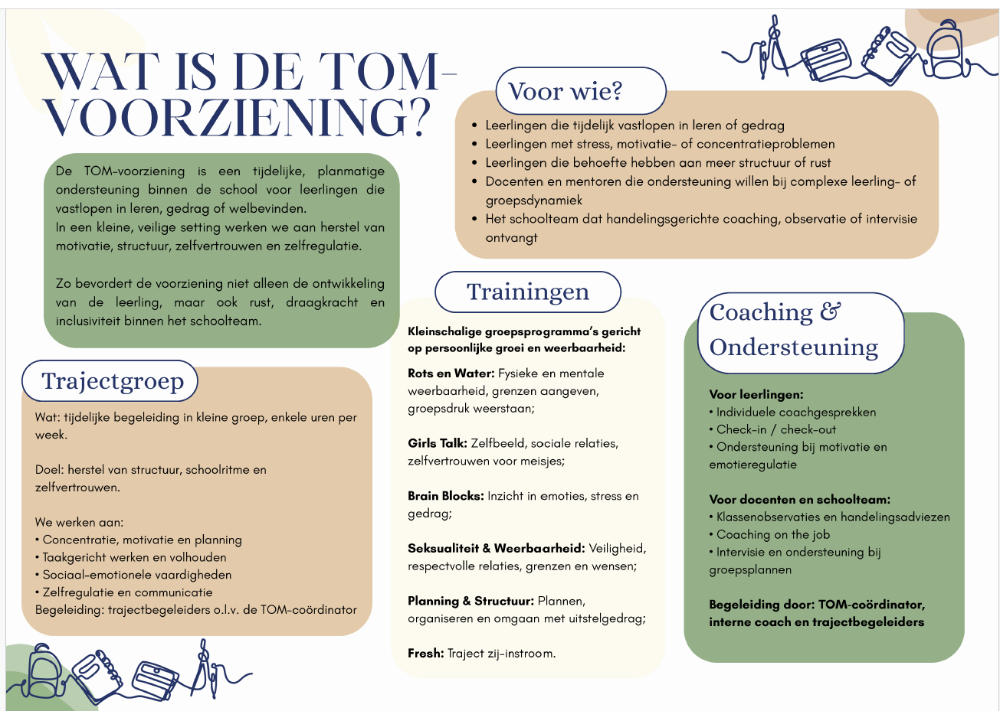 WAT IS DE TOM-
VOORZIENING?
De TOM-voorziening is een tijdelijke, planmatige
ondersteuning binnen de school voor leerlingen die
vastlopen in leren, gedrag of welbevinden.
In een kleine, veilige setting werken we aan herstel van
motivatie, structuur, zelfvertrouwen en zelfregulatie.
Zo bevordert de voorziening niet alleen de ontwikkeling
van de leerling, maar ook rust, draagkracht en
inclusiviteit binnen het schoolteam.
Voor wie?
• Leerlingen die tijdelijk vastlopen in leren of gedrag
• Leerlingen met stress, motivatie- of concentratieproblemen
• Leerlingen die behoefte hebben aan meer structuur of rust
• Docenten en mentoren die ondersteuning willen bij complexe leerling- of
groepsdynamiek
• Het schoolteam dat handelingsgerichte coaching, observatie of intervisie
ontvangt
Trajectgroep
Wat: tijdelijke begeleiding in kleine groep, enkele uren per
week.
Doel: herstel van structuur, schoolritme en
zelfvertrouwen.
We werken aan:
• Concentratie, motivatie en planning
• Taakgericht werken en volhouden
• Sociaal-emotionele vaardigheden
• Zelfregulatie en communicatie
Begeleiding: trajectbegeleiders o.l.v. de TOM-coördinator
Trainingen
Kleinschalige groepsprogramma's gericht
op persoonlijke groei en weerbaarheid:
Rots en Water: Fysieke en mentale
weerbaarheid, grenzen aangeven,
groepsdruk weerstaan;
Girls Talk: Zelfbeeld, sociale relaties,
zelfvertrouwen voor meisjes;
Brain Blocks: Inzicht in emoties, stress en
gedrag;
Seksualiteit & Weerbaarheid: Veiligheid,
respectvolle relaties, grenzen en wensen;
Planning & Structuur: Plannen,
organiseren en omgaan met uitstelgedrag;
Fresh: Traject zij-instroom.
Coaching &
Ondersteuning
Voor leerlingen:
• Individuele coachgesprekken
• Check-in / check-out
• Ondersteuning bij motivatie en
emotieregulatie
Voor docenten en schoolteam:
• Klassenobservaties en handelingsadviezen
• Coaching on the job
• Intervisie en ondersteuning bij
groepsplannen
Begeleiding door: TOM-coördinator,
interne coach en trajectbegeleiders